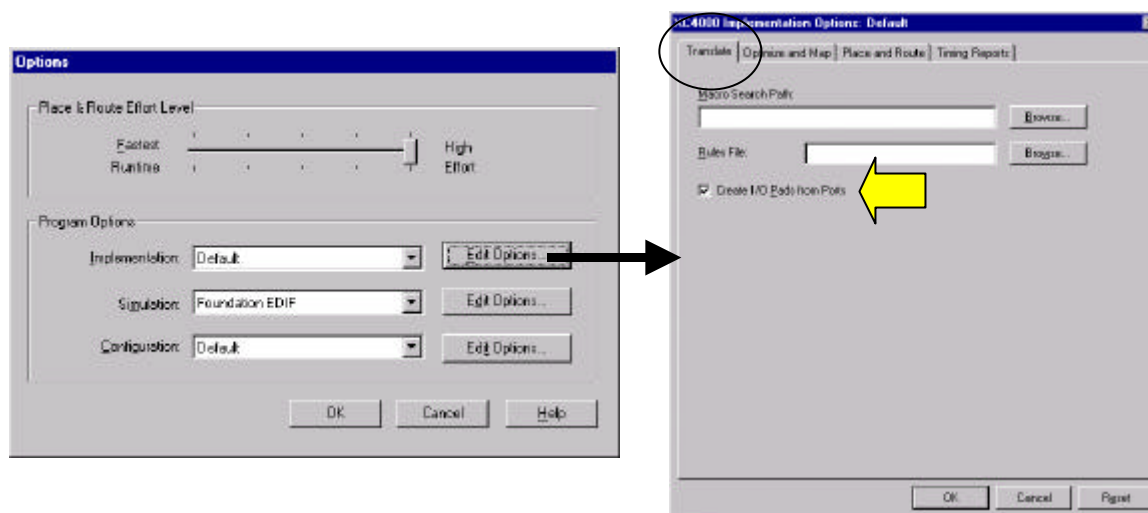 Options
Place & Route Effort Level
Fastest
Runtime
High
Effort
Program Options
Implementation: Default Edit Options...
Simulation: Foundation EDIF Edit Options...
Configuration: Default Edit Options...
OK Cancel Help
XC4000 Implementation Options: Default
Translate Optimize and Map Place and Route Timing Reports
Macro Search Path:
Browse...
Rules File: Browse...
Create I/O Pads from Ports
OK Cancel Reset